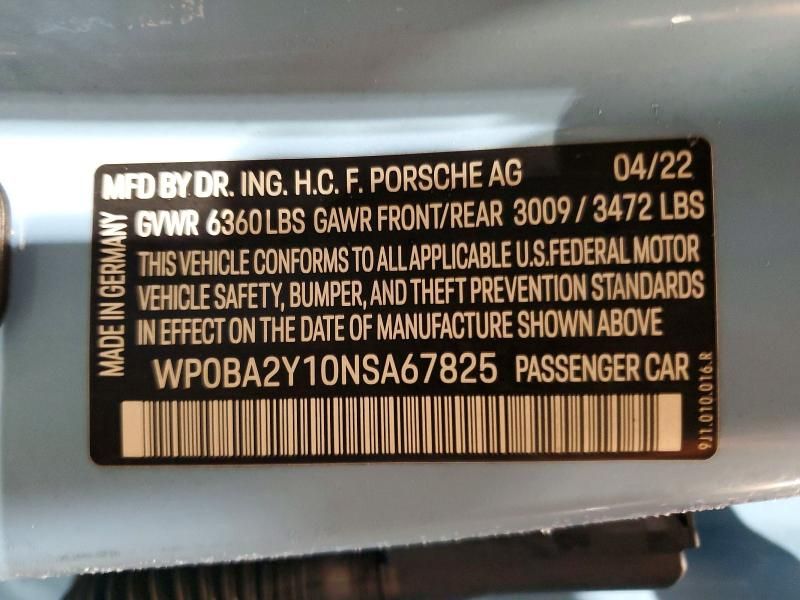 MFD BY DR. ING. H.C. F. PORSCHE AG 04/22
GVWR 6360 LBS GAWR FRONT/REAR 3009 / 3472 LBS
THIS VEHICLE CONFORMS TO ALL APPLICABLE U.S.FEDERAL MOTOR
VEHICLE SAFETY, BUMPER, AND THEFT PREVENTION STANDARDS
IN EFFECT ON THE DATE OF MANUFACTURE SHOWN ABOVE
WP0BA2Y10NSA67825 PASSENGER CAR
MADE IN GERMANY
9J1.010.016.R